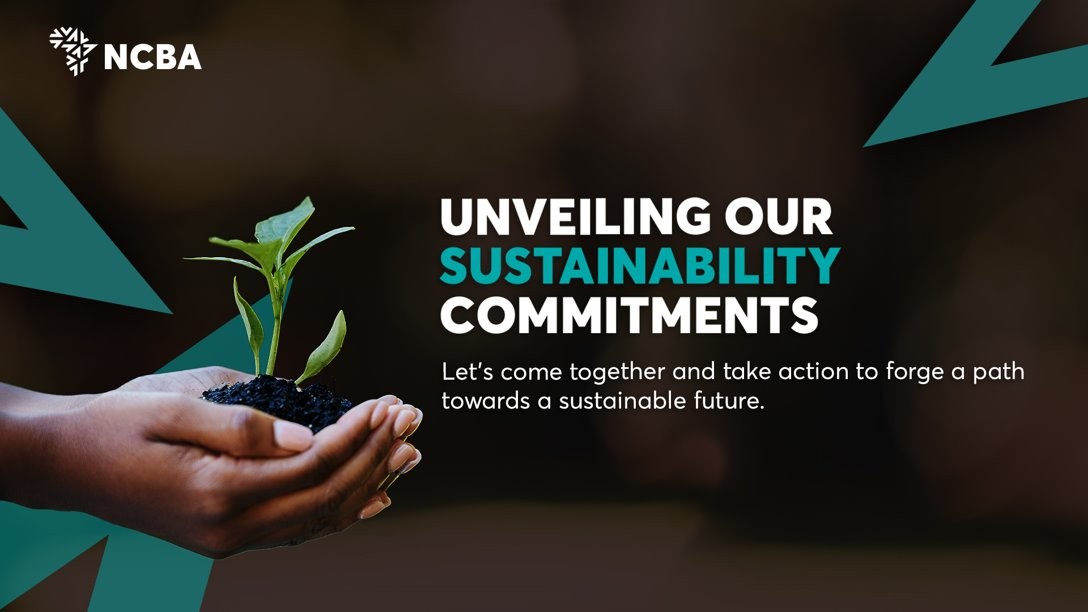 NCBA
UNVEILING OUR
SUSTAINABILITY
COMMITMENTS
Let's come together and take action to forge a path
towards a sustainable future.